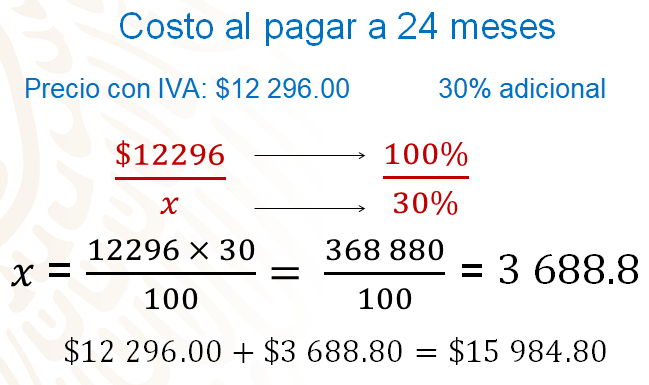 Costo al pagar a 24 meses
Precio con IVA: $12 296.00 30% adicional
$12296 ⟶ 100%
x ⟶ 30%
x = 12296 × 30 / 100 = 368 880 / 100 = 3 688.8
$12 296.00 + $3 688.80 = $15 984.80